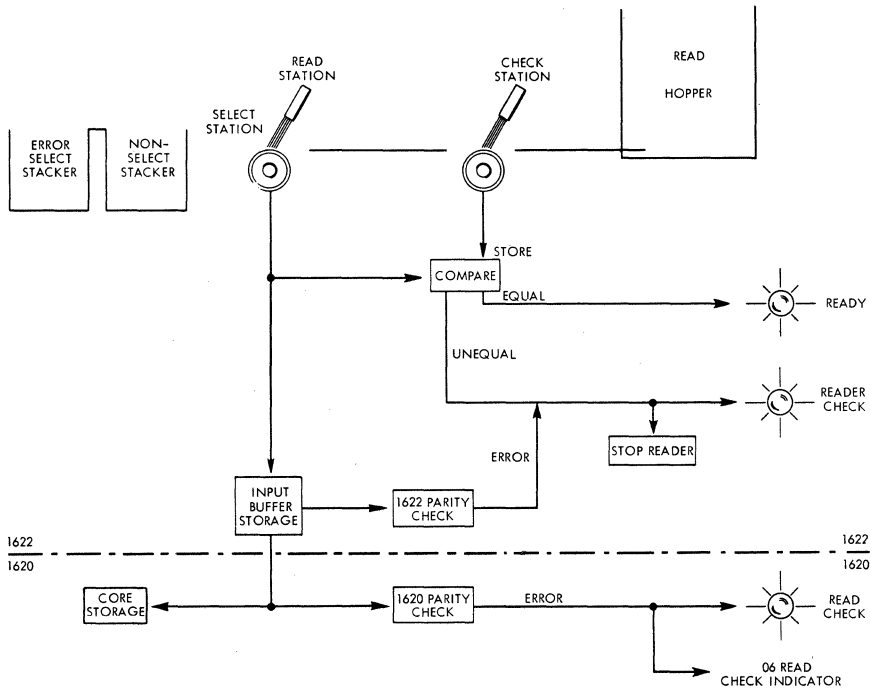 READ
STATION
CHECK
STATION
READ
HOPPER
SELECT
STATION
ERROR
SELECT
STACKER
NON-
SELECT
STACKER
STORE
COMPARE
EQUAL
READY
UNEQUAL
READER
CHECK
STOP READER
ERROR
INPUT
BUFFER
STORAGE
1622 PARITY
CHECK
1622
1622
1620
1620
CORE
STORAGE
1620 PARITY
CHECK
ERROR
READ
CHECK
06 READ
CHECK INDICATOR